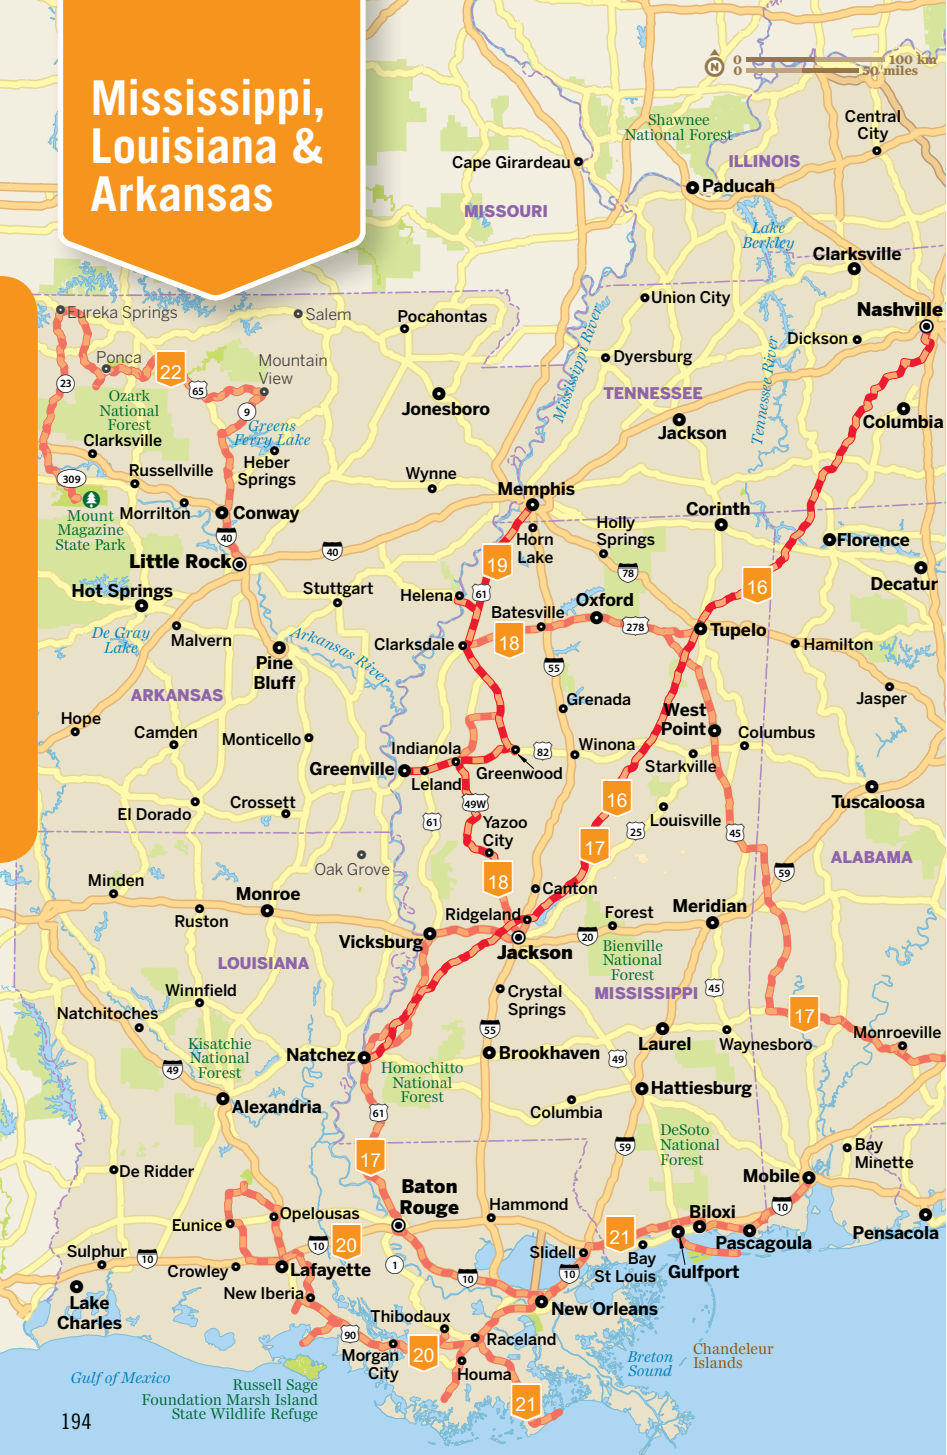 Mississippi,
Louisiana &
Arkansas
0
100 km
N
0
50 miles
Central
City
Shawnee
National Forest
Cape Girardeau
ILLINOIS
Paducah
MISSOURI
Lake
Berkley
Clarksville
Union City
Nashville
Eureka Springs
Salem
Pocahontas
Mississippi River
Dickson
Tennessee River
Ponca
22
Mountain
View
Dyersburg
23
65
TENNESSEE
Ozark
National
Forest
9
Jonesboro
Columbia
Greens
Ferry Lake
Jackson
Clarksville
Heber
Springs
Russellville
Wynne
309
Memphis
Mount
Magazine
State Park
Morrilton
Conway
Corinth
Holly
Springs
Horn
Lake
40
40
Florence
Little Rock
19
78
Decatur
Hot Springs
Stuttgart
Helena
61
16
Batesville
Oxford
De Gray
Lake
Malvern
Arkansas River
Clarksdale
18
278
Tupelo
Hamilton
Pine
Bluff
55
ARKANSAS
Grenada
Jasper
Hope
Camden
Monticello
West
Point
Columbus
Indianola
82
Winona
Greenville
Leland
Greenwood
Starkville
El Dorado
Crossett
49W
16
Tuscaloosa
61
Yazoo
City
Louisville
25
45
17
Oak Grove
ALABAMA
59
Minden
18
Canton
Monroe
Ruston
Ridgeland
Forest
Meridian
Vicksburg
20
Jackson
LOUISIANA
Bienville
National
Forest
Winnfield
Crystal
Springs
MISSISSIPPI
45
Natchitoches
17
55
Laurel
Waynesboro
Monroeville
Kisatchie
National
Forest
Natchez
Brookhaven
49
49
Homochitto
National
Forest
Hattiesburg
Alexandria
61
Columbia
DeSoto
National
Forest
59
17
Bay
Minette
De Ridder
Mobile
Baton
Rouge
Opelousas
Hammond
10
Eunice
Biloxi
Pensacola
20
21
Pascagoula
Sulphur
10
10
Slidell
Bay
St Louis
Crowley
Lafayette
1
10
10
Gulfport
New Iberia
Lake
Charles
New Orleans
Thibodaux
90
Raceland
Morgan
City
20
Houma
Breton
Sound
Chandeleur
Islands
Gulf of Mexico
Russell Sage
Foundation Marsh Island
State Wildlife Refuge
21
194